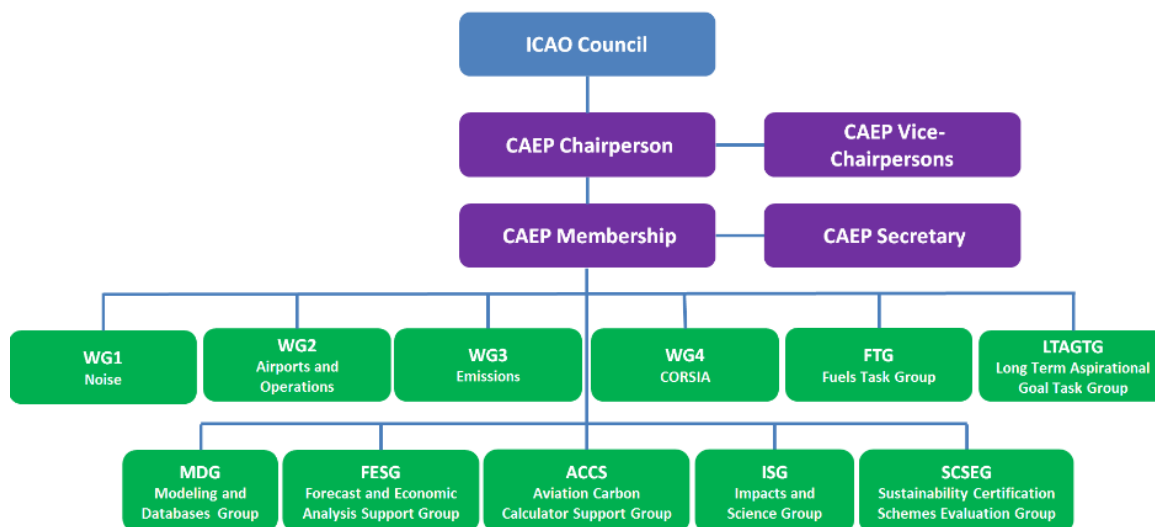 ICAO Council
CAEP Chairperson
CAEP Vice-
Chairpersons
CAEP Membership
CAEP Secretary
WG1
Noise
WG2
Airports and
Operations
WG3
Emissions
WG4
CORSIA
FTG
Fuels Task Group
LTAGTG
Long Term Aspirational
Goal Task Group
MDG
Modeling and
Databases Group
FESG
Forecast and Economic
Analysis Support Group
ACCS
Aviation Carbon
Calculator Support Group
ISG
Impacts and
Science Group
SCSEG
Sustainability Certification
Schemes Evaluation Group